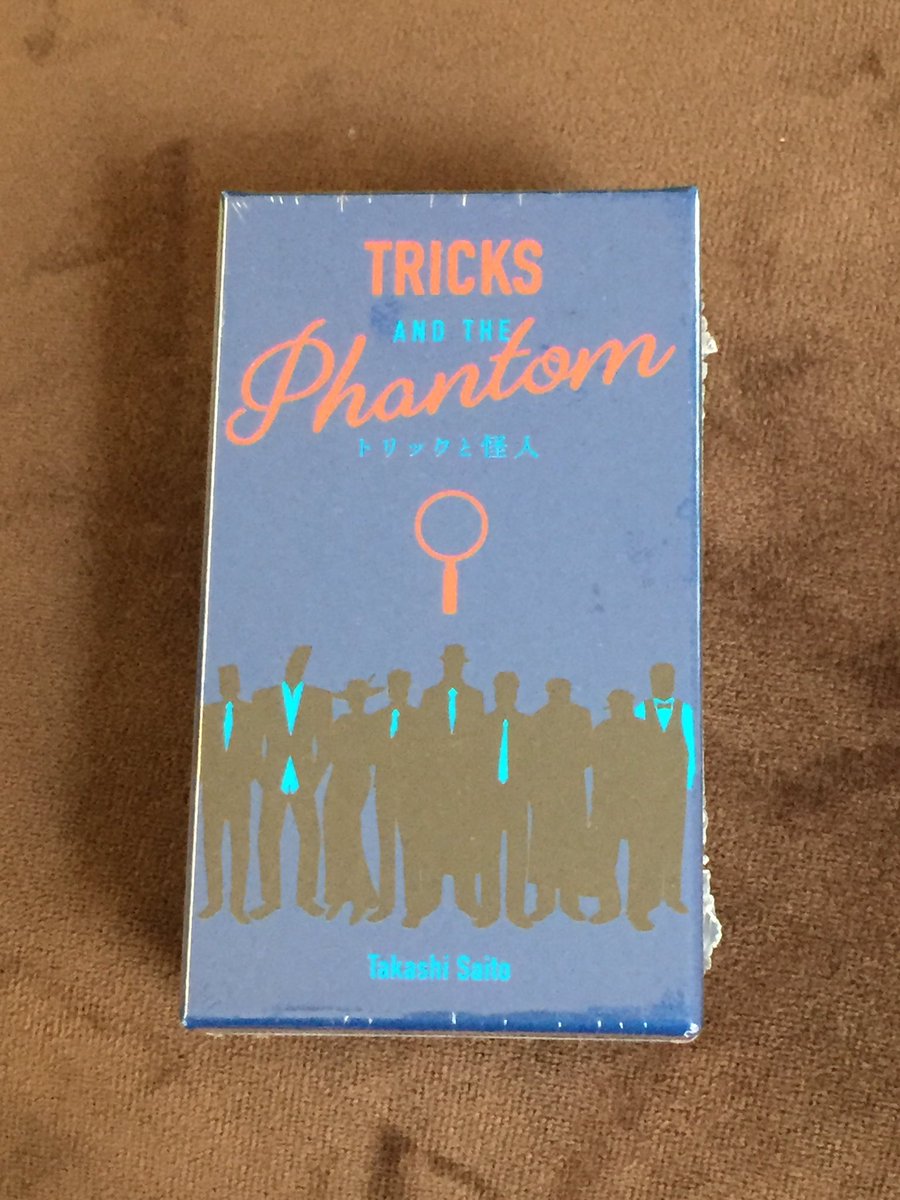 TRICKS
AND THE
Phantom
トリックと怪人
Takashi Saito